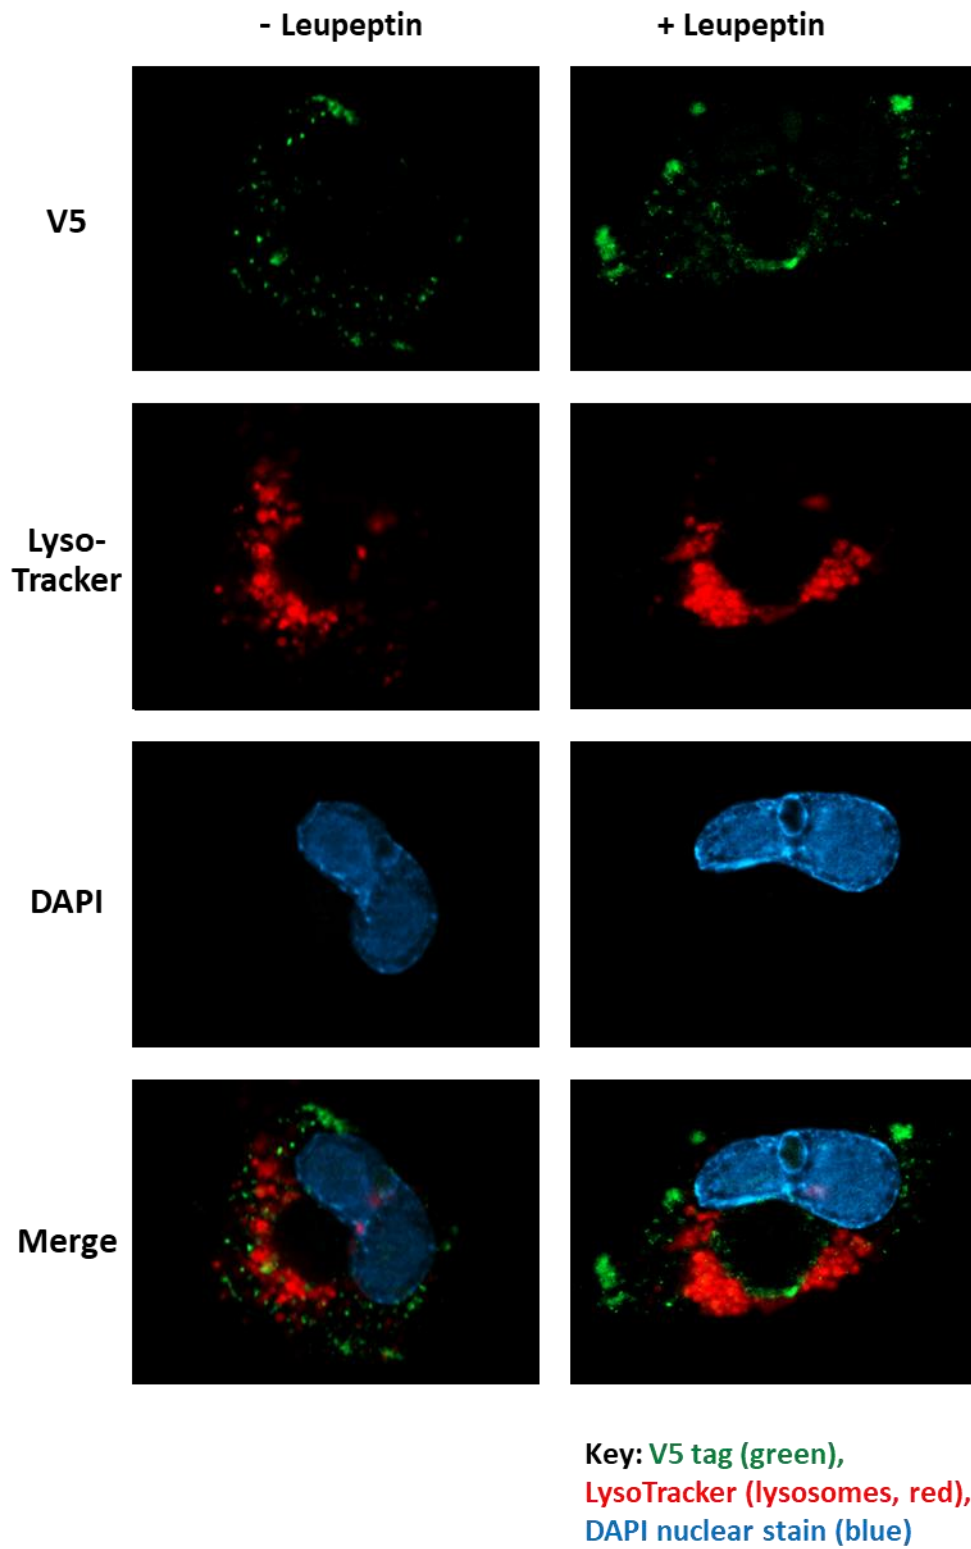 - Leupeptin
+ Leupeptin
V5
Lyso-
Tracker
DAPI
Merge
Key: V5 tag (green),
LysoTracker (lysosomes, red),
DAPI nuclear stain (blue)